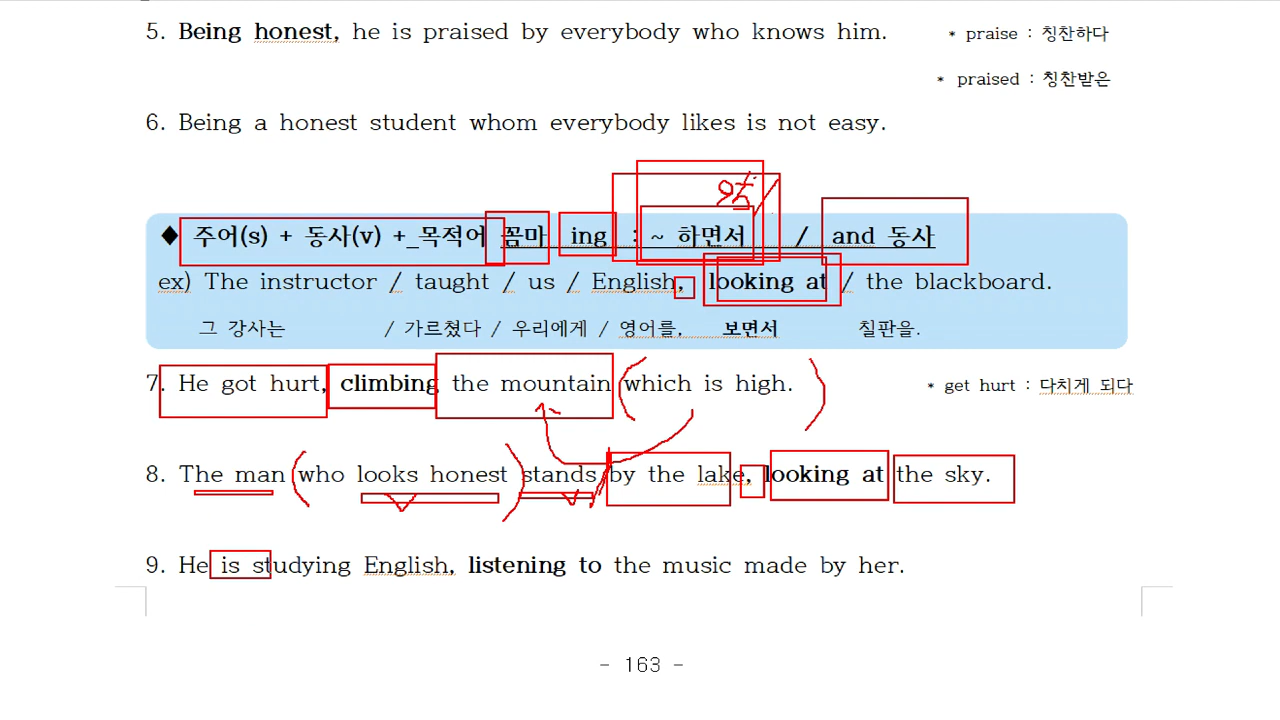 5. Being honest, he is praised by everybody who knows him. * praise : 칭찬하다
* praised : 칭찬받은
6. Being a honest student whom everybody likes is not easy.
◆ 주어(s) + 동사(v) + 목적어 꼼마 ing : ~ 하면서 / and 동사
ex) The instructor / taught / us / English, looking at / the blackboard.
그 강사는 / 가르쳤다 / 우리에게 / 영어를, 보면서 칠판을.
7. He got hurt, climbing the mountain which is high. * get hurt : 다치게 되다
8. The man who looks honest stands by the lake, looking at the sky.
9. He is studying English, listening to the music made by her.
- 163 -